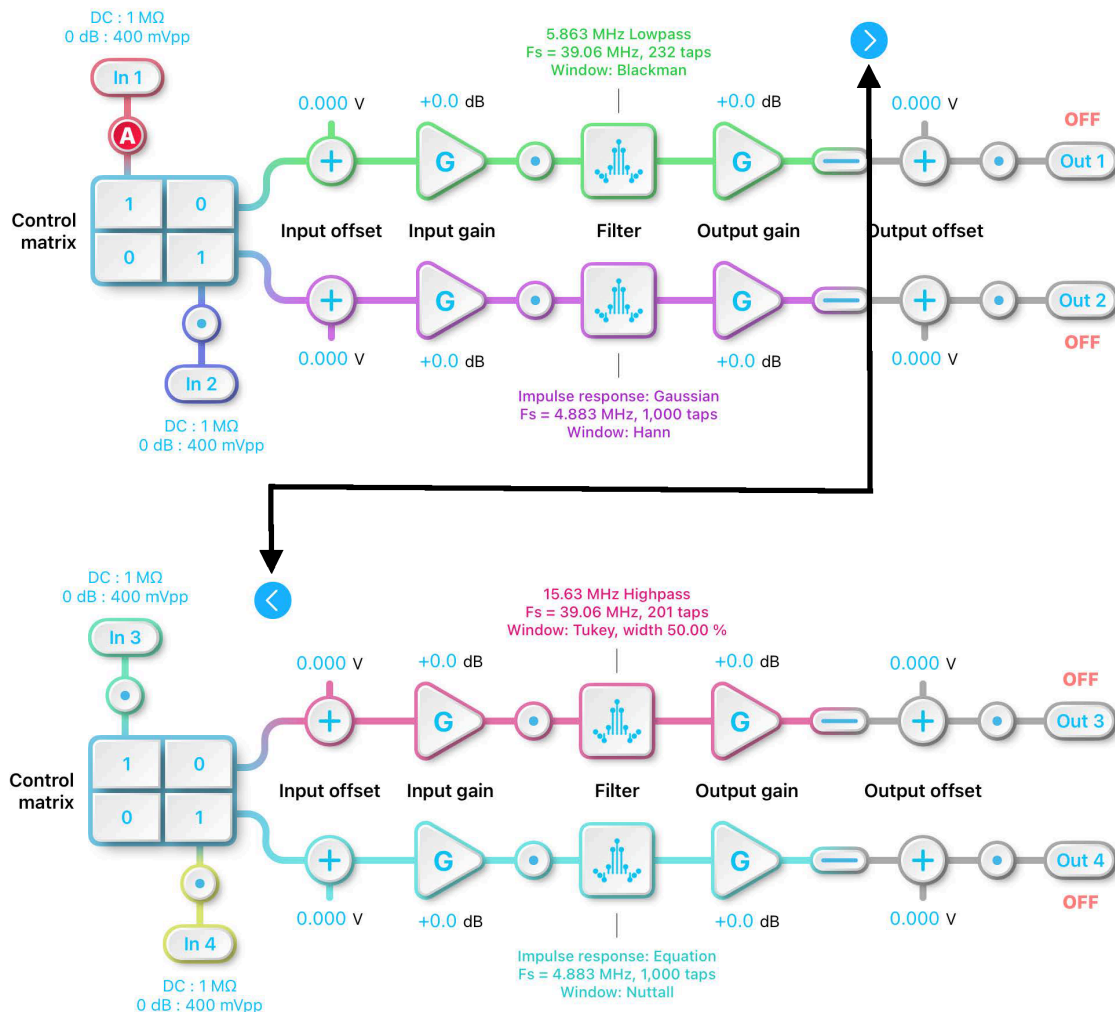 DC : 1 MΩ
0 dB : 400 mVpp
In 1
A
5.863 MHz Lowpass
Fs = 39.06 MHz, 232 taps
Window: Blackman
0.000 V
+0.0 dB
+0.0 dB
0.000 V
OFF
G
G
Out 1
Control
matrix
1 0
0 1
Input offset
Input gain
Filter
Output gain
Output offset
G
G
Out 2
0.000 V
+0.0 dB
+0.0 dB
0.000 V
OFF
In 2
DC : 1 MΩ
0 dB : 400 mVpp
Impulse response: Gaussian
Fs = 4.883 MHz, 1,000 taps
Window: Hann
DC : 1 MΩ
0 dB : 400 mVpp
In 3
15.63 MHz Highpass
Fs = 39.06 MHz, 201 taps
Window: Tukey, width 50.00 %
0.000 V
+0.0 dB
+0.0 dB
0.000 V
OFF
G
G
Out 3
Control
matrix
1 0
0 1
Input offset
Input gain
Filter
Output gain
Output offset
G
G
Out 4
0.000 V
+0.0 dB
+0.0 dB
0.000 V
OFF
In 4
DC : 1 MΩ
0 dB : 400 mVpp
Impulse response: Equation
Fs = 4.883 MHz, 1,000 taps
Window: Nuttall